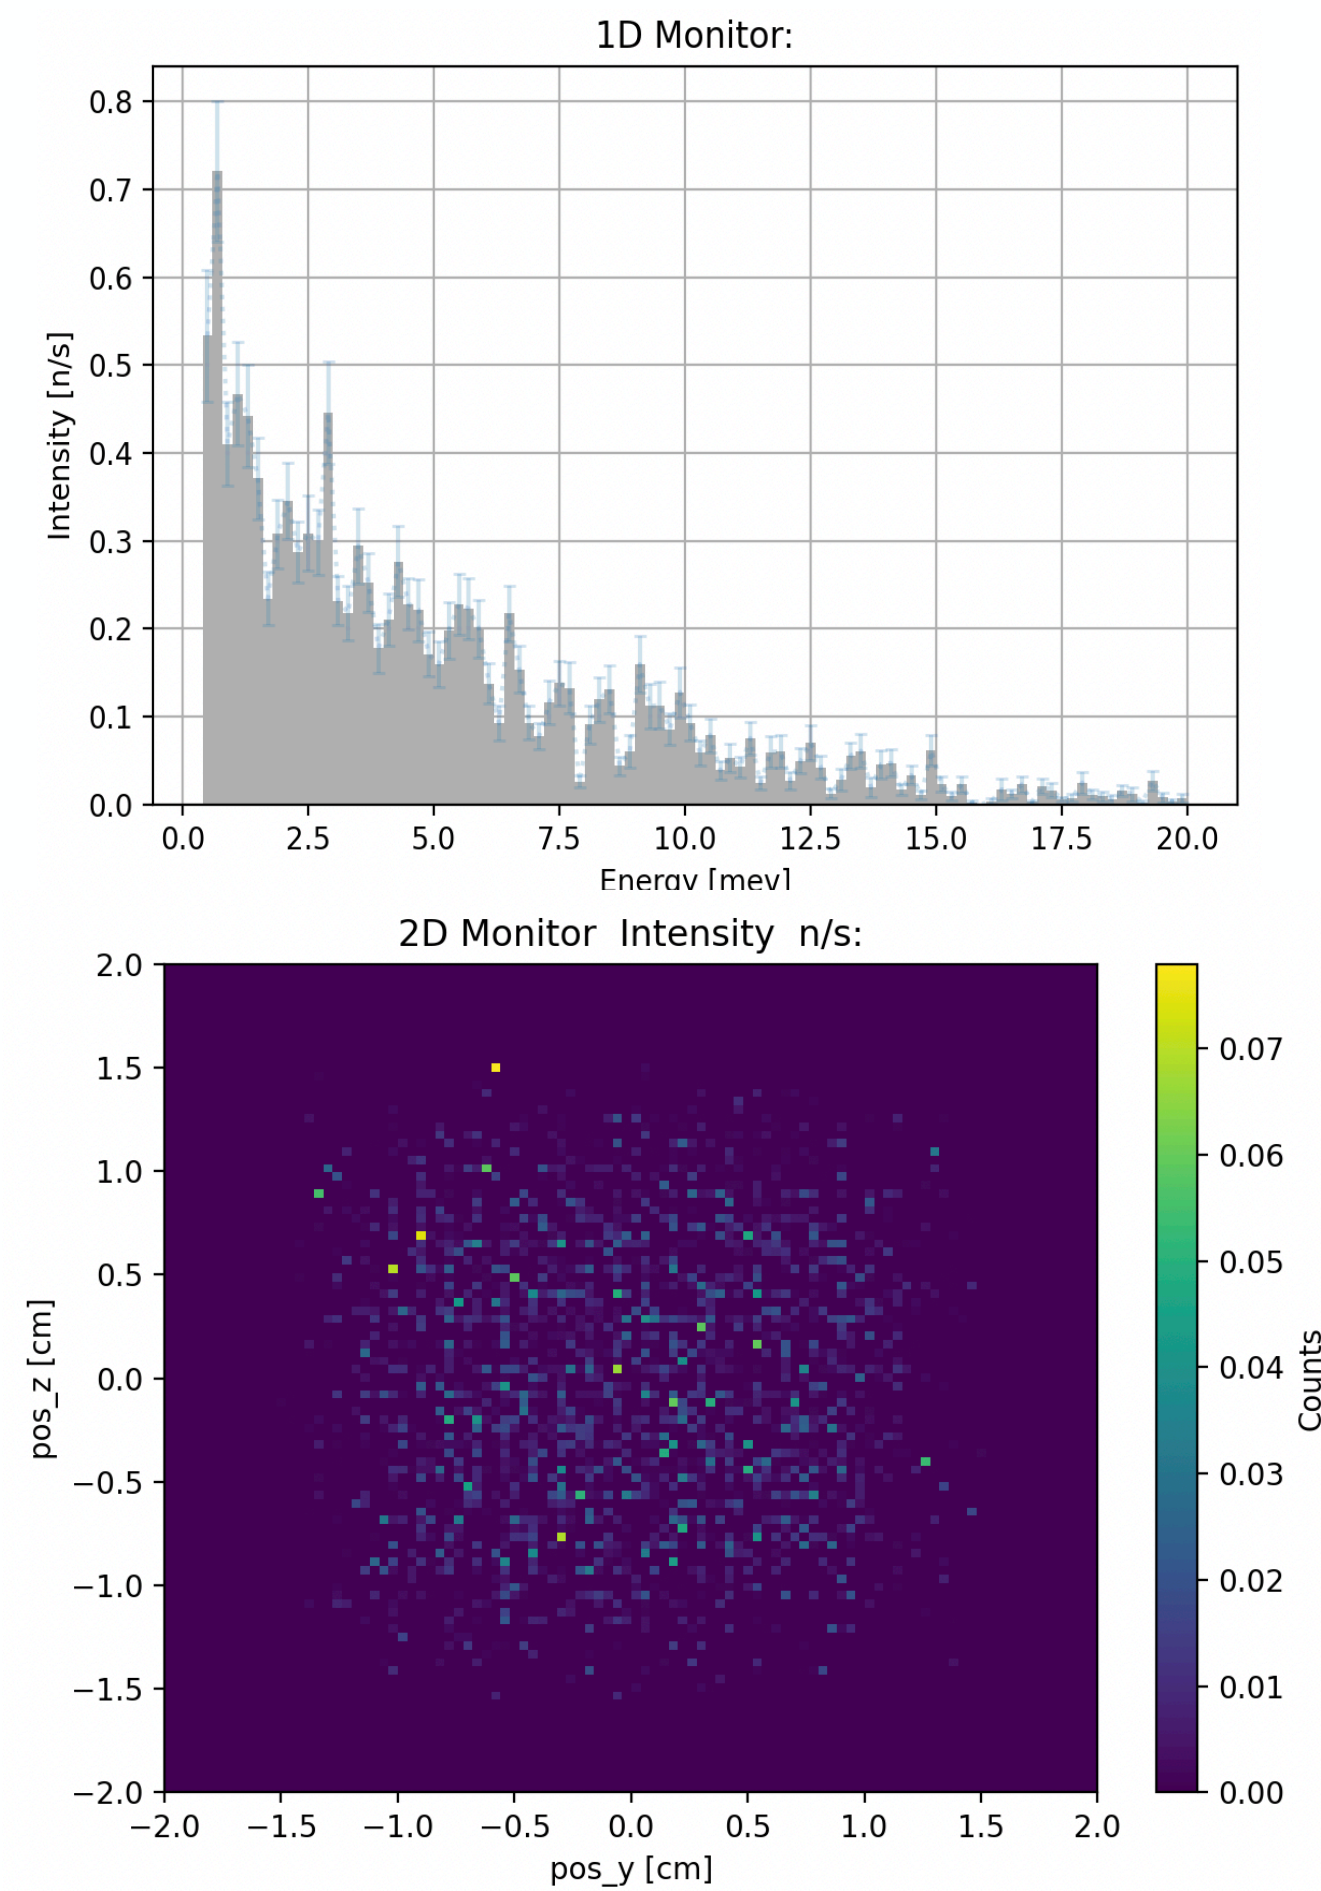 1D Monitor:
0.8
0.7
0.6
0.5
0.4
0.3
0.2
0.1
0.0
Intensity [n/s]
0.0 2.5 5.0 7.5 10.0 12.5 15.0 17.5 20.0
Energy [mev]
2D Monitor Intensity n/s:
2.0
1.5
1.0
0.5
0.0
−0.5
−1.0
−1.5
−2.0
pos_z [cm]
−2.0 −1.5 −1.0 −0.5 0.0 0.5 1.0 1.5 2.0
pos_y [cm]
0.07
0.06
0.05
0.04
0.03
0.02
0.01
0.00
Counts